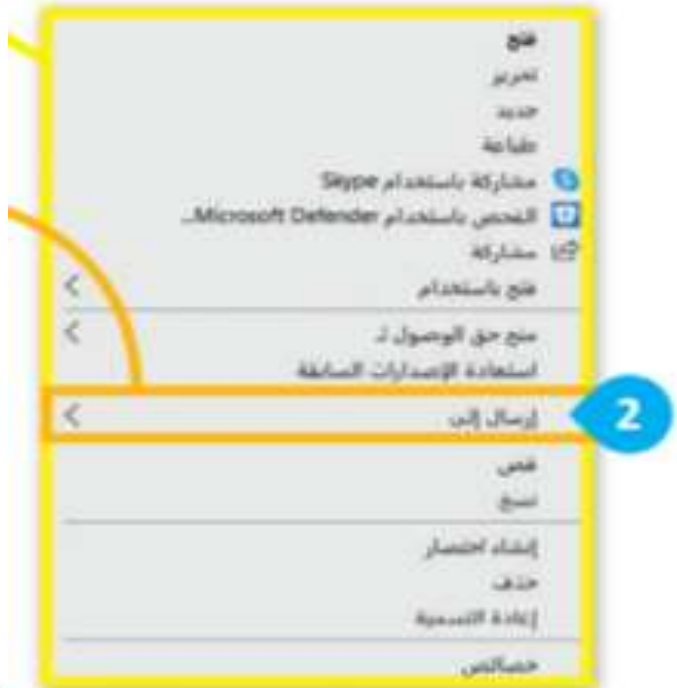 فتح
تحرير
جديد
طباعة
مشاركة باستخدام Skype
الفحص باستخدام Microsoft Defender...
مشاركة
فتح باستخدام
منح حق الوصول لـ
استعادة الإصدارات السابقة
إرسال إلى
2
قص
نسخ
إنشاء اختصار
حذف
إعادة التسمية
خصائص